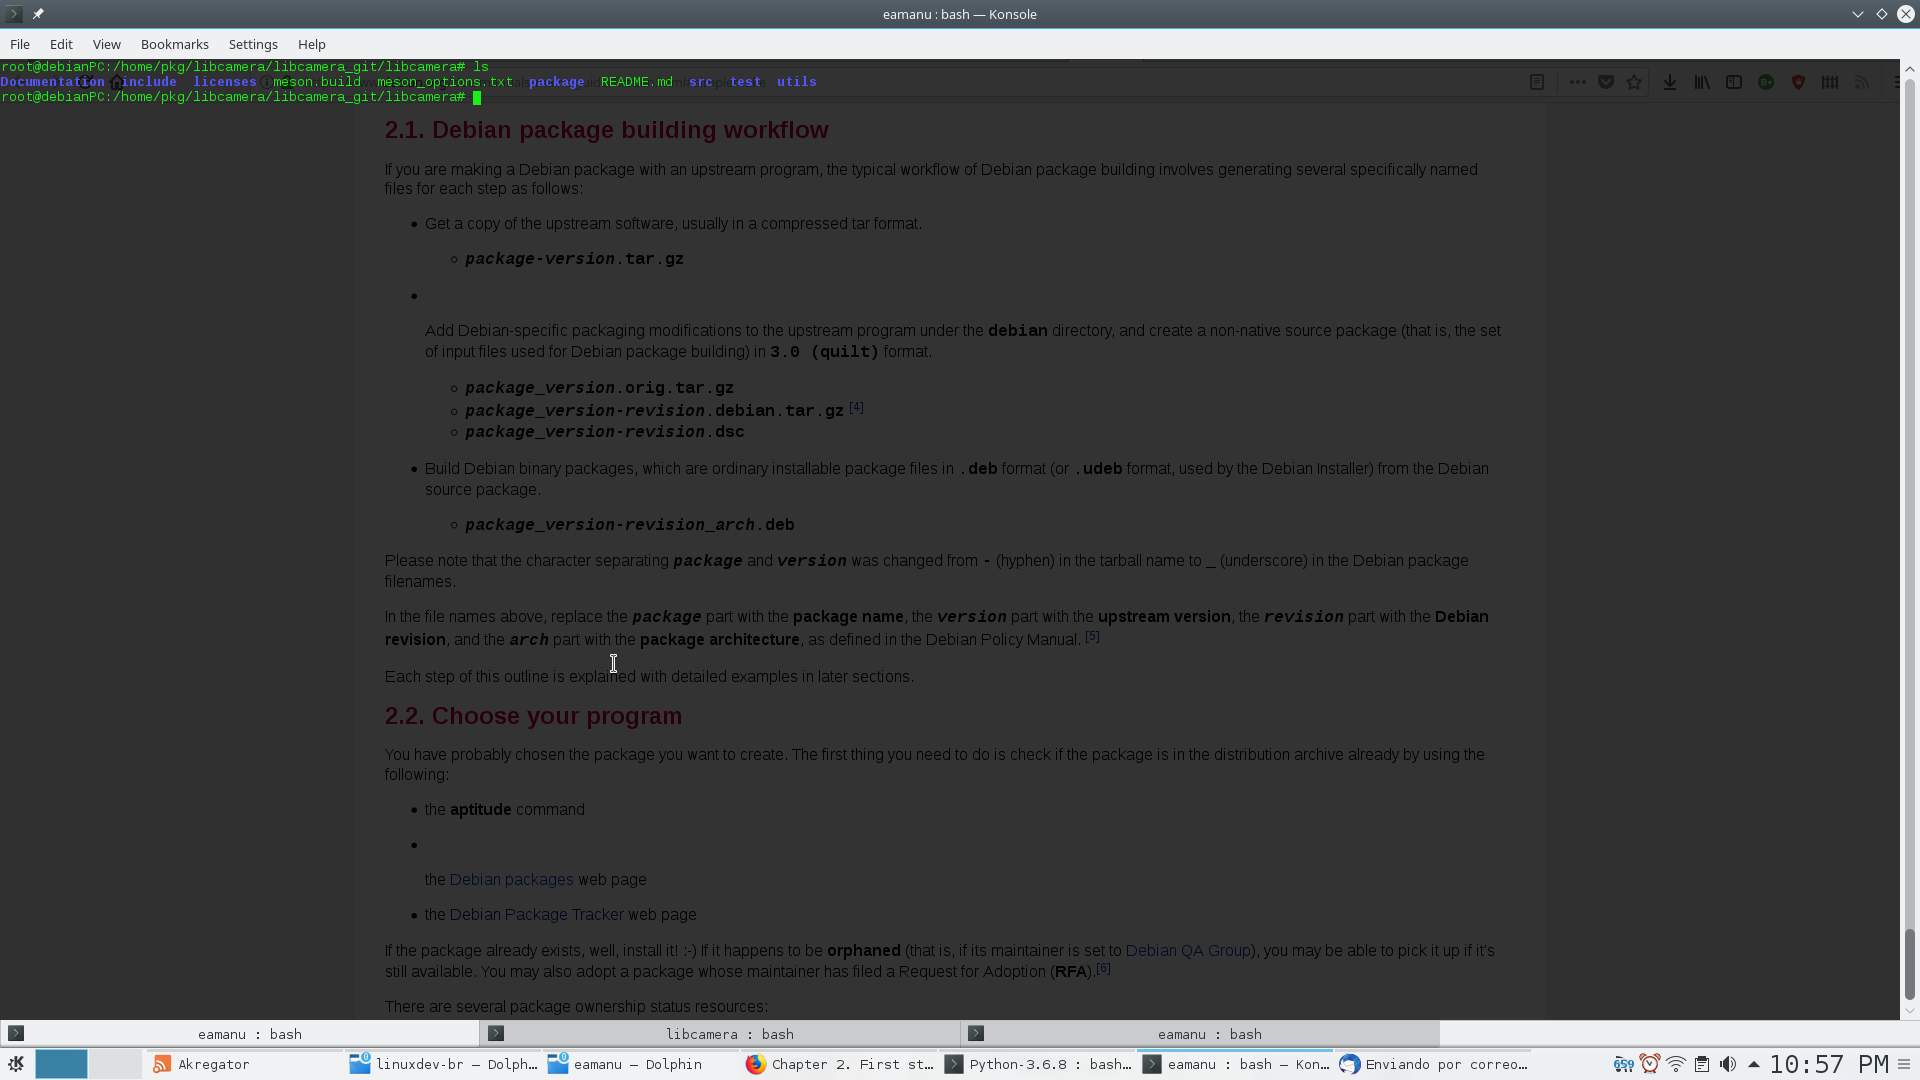 eamanu : bash — Konsole
File Edit View Bookmarks Settings Help
root@debianPC:/home/pkg/libcamera/libcamera_git/libcamera# ls
Documentation include licenses meson.build meson_options.txt package README.md src test utils
root@debianPC:/home/pkg/libcamera/libcamera_git/libcamera#
2.1. Debian package building workflow
If you are making a Debian package with an upstream program, the typical workflow of Debian package building involves generating several specifically named
files for each step as follows:
• Get a copy of the upstream software, usually in a compressed tar format.
◦ package-version.tar.gz
•
Add Debian-specific packaging modifications to the upstream program under the debian directory, and create a non-native source package (that is, the set
of input files used for Debian package building) in 3.0 (quilt) format.
◦ package_version.orig.tar.gz
◦ package_version-revision.debian.tar.gz [4]
◦ package_version-revision.dsc
• Build Debian binary packages, which are ordinary installable package files in .deb format (or .udeb format, used by the Debian Installer) from the Debian
source package.
◦ package_version-revision_arch.deb
Please note that the character separating package and version was changed from - (hyphen) in the tarball name to _ (underscore) in the Debian package
filenames.
In the file names above, replace the package part with the package name, the version part with the upstream version, the revision part with the Debian
revision, and the arch part with the package architecture, as defined in the Debian Policy Manual. [5]
Each step of this outline is explained with detailed examples in later sections.
2.2. Choose your program
You have probably chosen the package you want to create. The first thing you need to do is check if the package is in the distribution archive already by using the
following:
• the aptitude command
•
the Debian packages web page
• the Debian Package Tracker web page
If the package already exists, well, install it! :-) If it happens to be orphaned (that is, if its maintainer is set to Debian QA Group), you may be able to pick it up if it's
still available. You may also adopt a package whose maintainer has filed a Request for Adoption (RFA).[6]
There are several package ownership status resources:
eamanu : bash libcamera : bash eamanu : bash
Akregator linuxdev-br — Dolph... eamanu — Dolphin Chapter 2. First st... Python-3.6.8 : bash... eamanu : bash — Kon... Enviando por correo... 659 10:57 PM